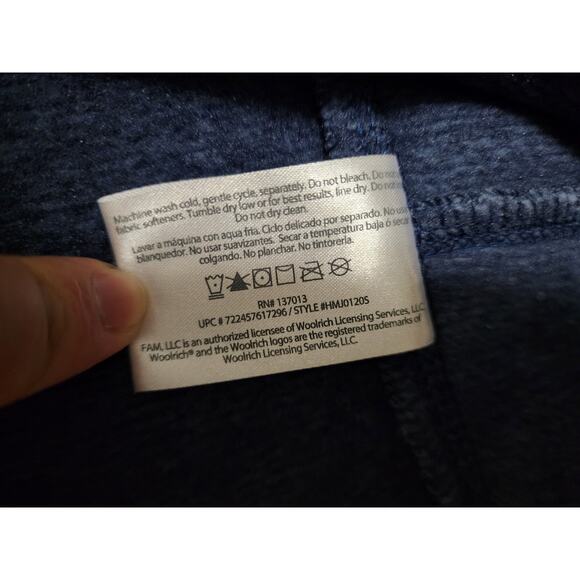 Machine wash cold, gentle cycle, separately. Do not bleach. Do not
fabric softeners. Tumble dry low or for best results, line dry. Do not
Do not dry clean.
Lavar a máquina con aqua fria. Ciclo delicado por separado. No usar
blanquedor. No usar suavizantes. Secar a temperatura baja ó secar
colgando. No planchar. No tintoreria.
RN# 137013
UPC # 722457617296 / STYLE #HMJ0120S
FAM, LLC is an authorized licensee of Woolrich Licensing Services, LLC
Woolrich® and the Woolrich logos are the registered trademarks of
Woolrich Licensing Services, LLC.